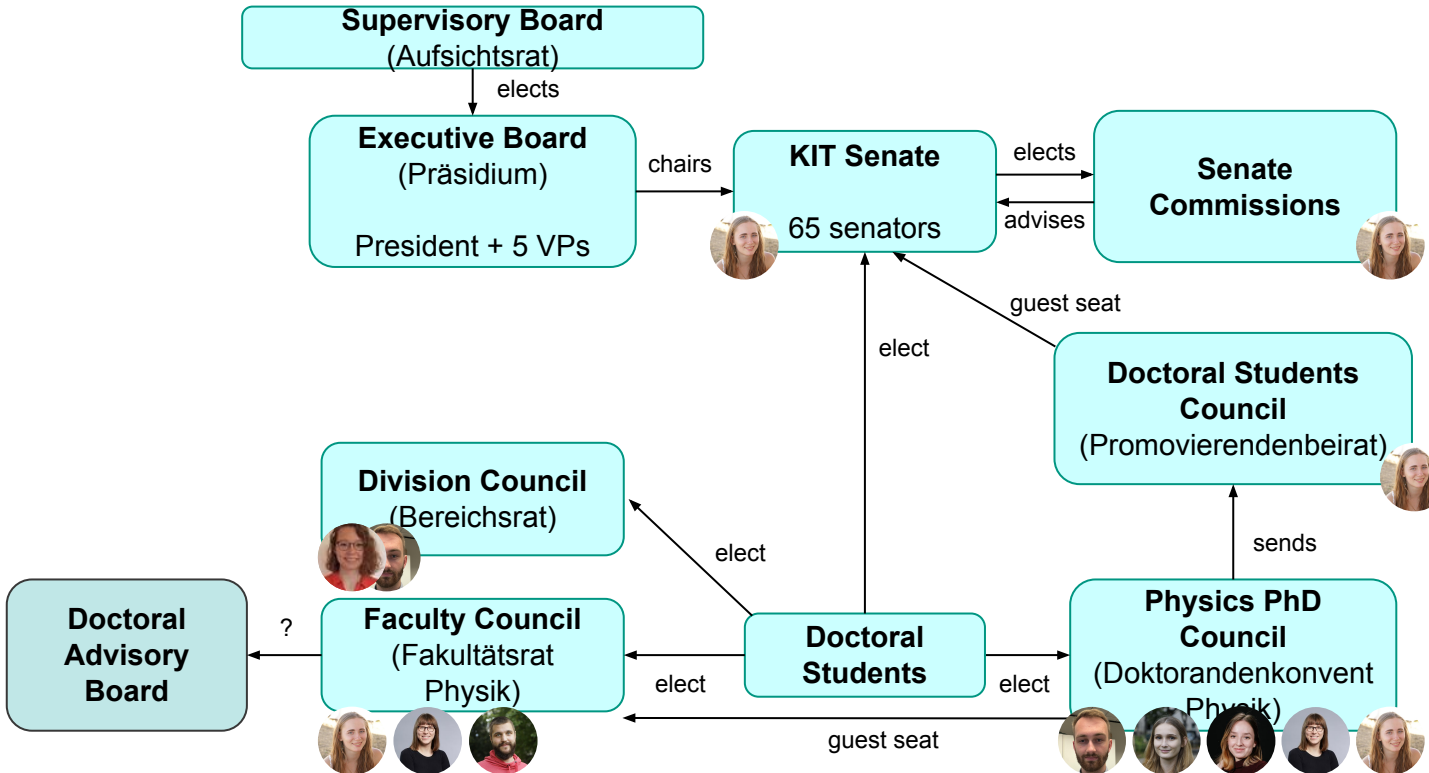 Supervisory Board
(Aufsichtsrat)
elects
Executive Board
(Präsidium)
President + 5 VPs
chairs
KIT Senate
65 senators
elects
advises
Senate
Commissions
guest seat
elect
Doctoral Students
Council
(Promovierendenbeirat)
Division Council
(Bereichsrat)
elect
sends
Doctoral
Advisory
Board
?
Faculty Council
(Fakultätsrat
Physik)
elect
Doctoral
Students
elect
Physics PhD
Council
(Doktorandenkonvent
Physik)
guest seat